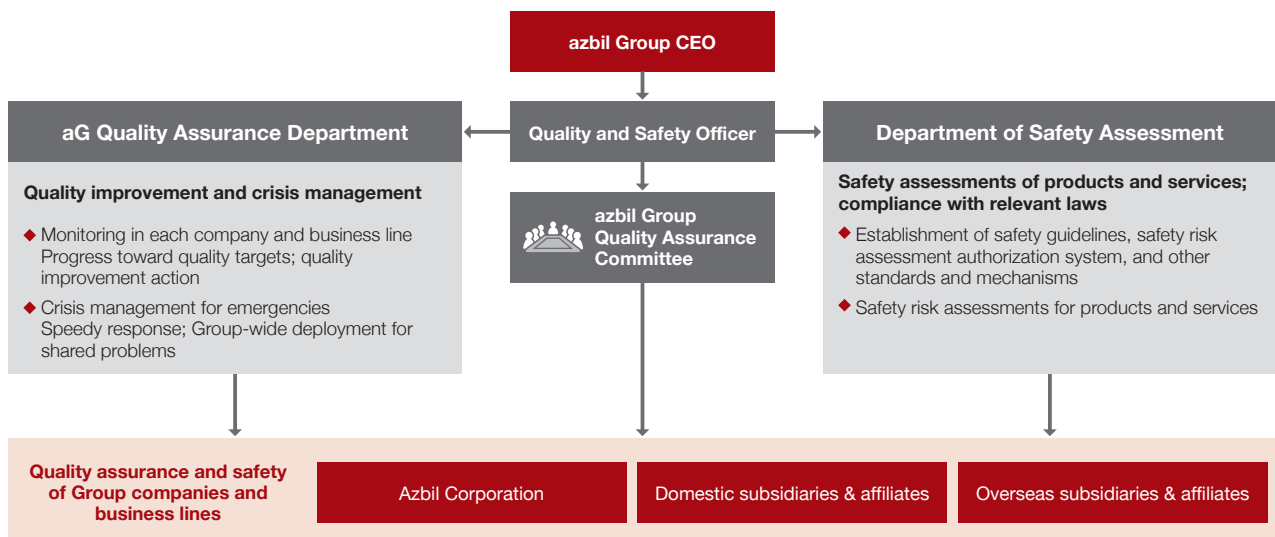 azbil Group CEO
aG Quality Assurance Department
Quality and Safety Officer
Department of Safety Assessment
Quality improvement and crisis management
◆ Monitoring in each company and business line
Progress toward quality targets; quality
improvement action
◆ Crisis management for emergencies
Speedy response; Group-wide deployment for
shared problems
azbil Group
Quality Assurance
Committee
Safety assessments of products and services;
compliance with relevant laws
◆ Establishment of safety guidelines, safety risk
assessment authorization system, and other
standards and mechanisms
◆ Safety risk assessments for products and services
Quality assurance and safety
of Group companies and
business lines
Azbil Corporation
Domestic subsidiaries & affiliates
Overseas subsidiaries & affiliates